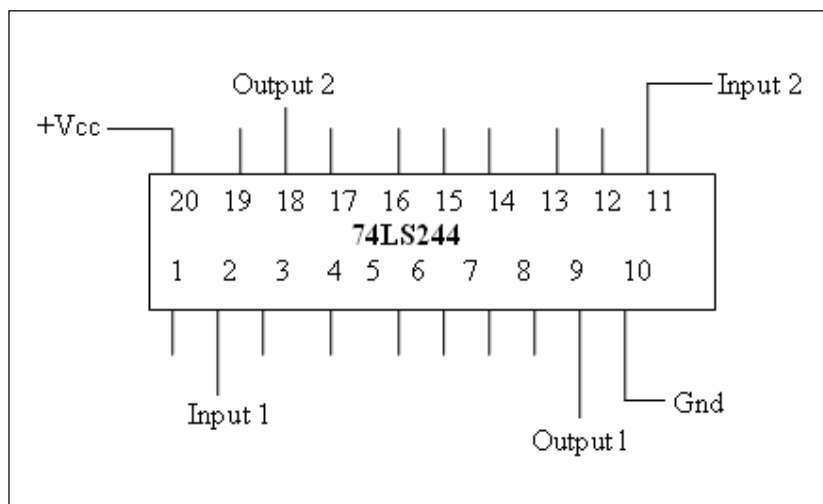 Output 2
Input 2
+Vcc
20 19 18 17 16 15 14 13 12 11
74LS244
1 2 3 4 5 6 7 8 9 10
Input 1
Gnd
Output 1